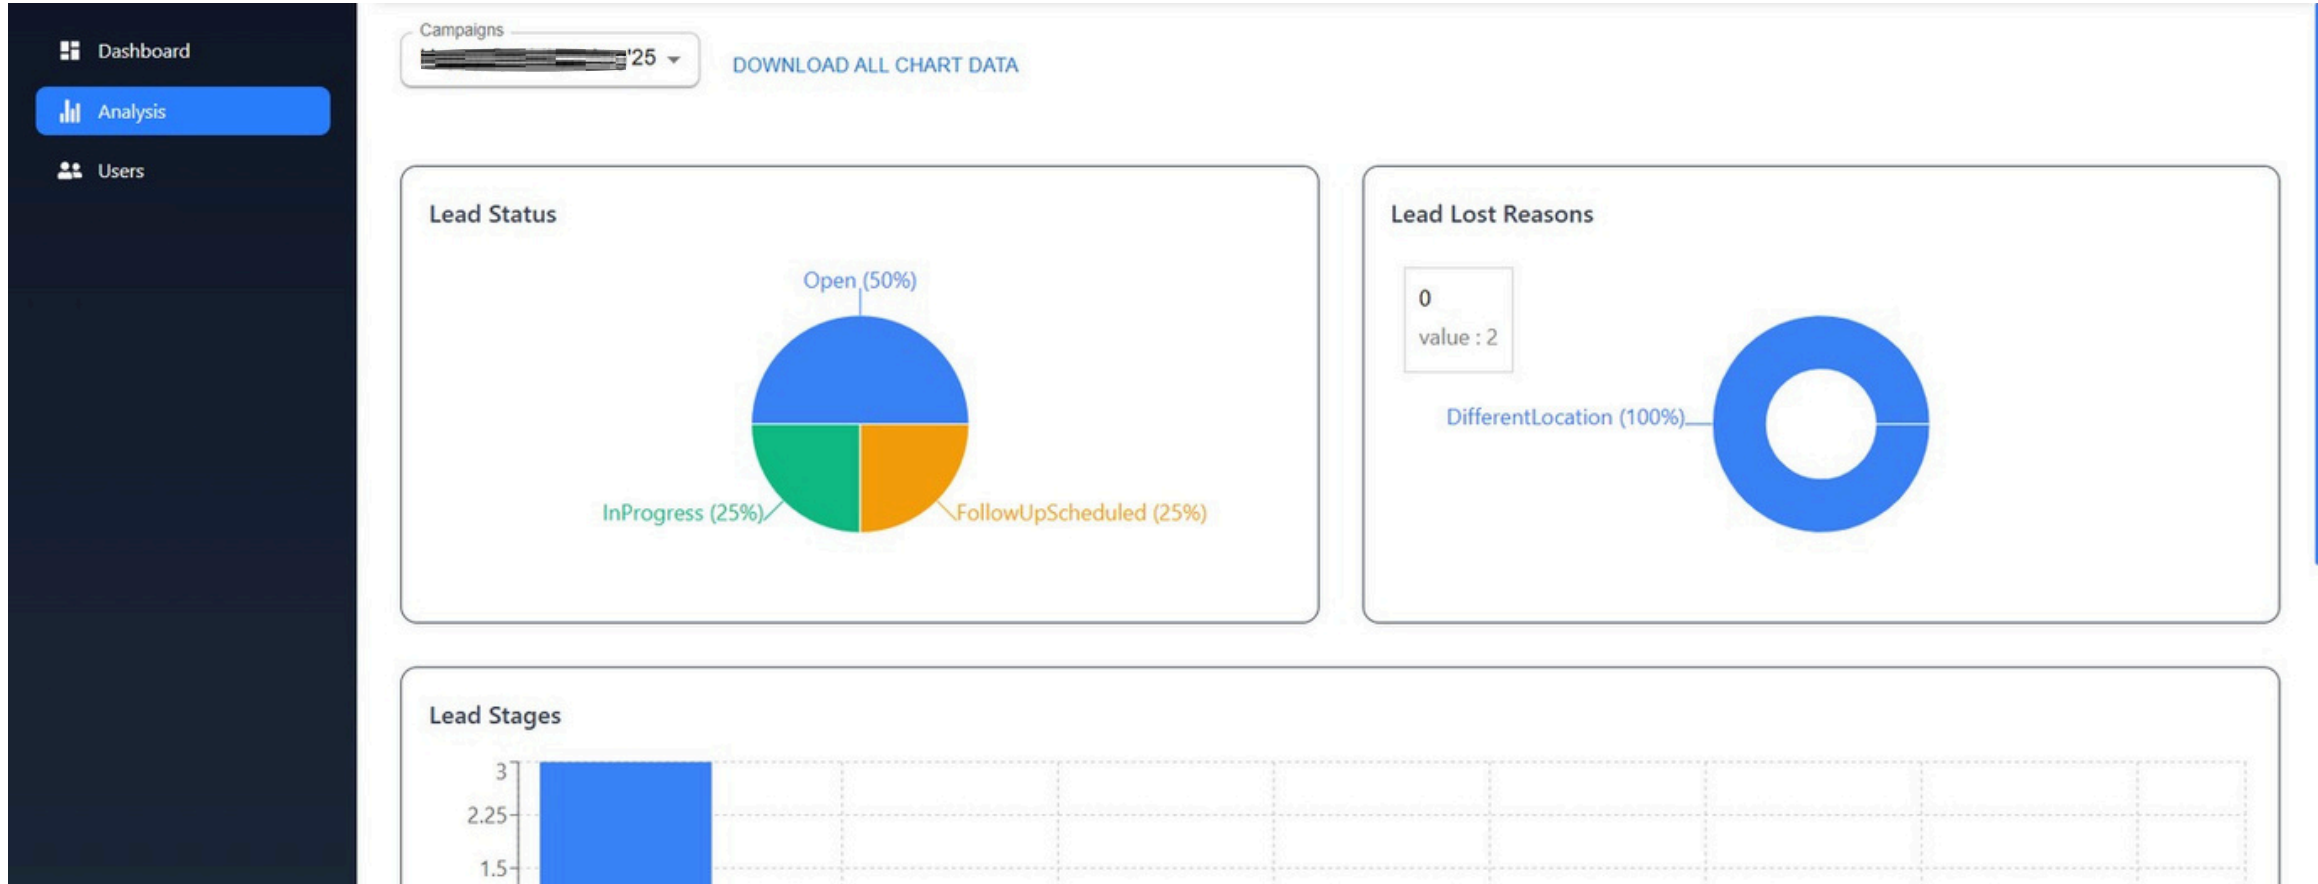 Dashboard
Analysis
Users
Campaigns
'25
DOWNLOAD ALL CHART DATA
Lead Status
Open (50%)
InProgress (25%)
FollowUpScheduled (25%)
Lead Lost Reasons
0
value : 2
DifferentLocation (100%)
Lead Stages
3
2.25
1.5